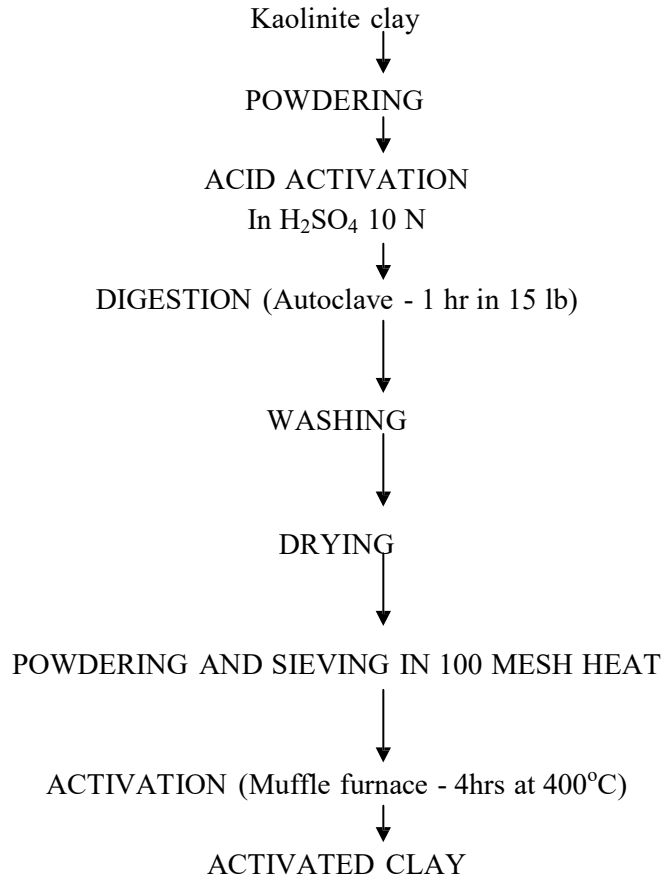 Kaolinite clay
POWDERING
ACID ACTIVATION
In H₂SO₄ 10 N
DIGESTION (Autoclave - 1 hr in 15 lb)
WASHING
DRYING
POWDERING AND SIEVING IN 100 MESH HEAT
ACTIVATION (Muffle furnace - 4hrs at 400°C)
ACTIVATED CLAY